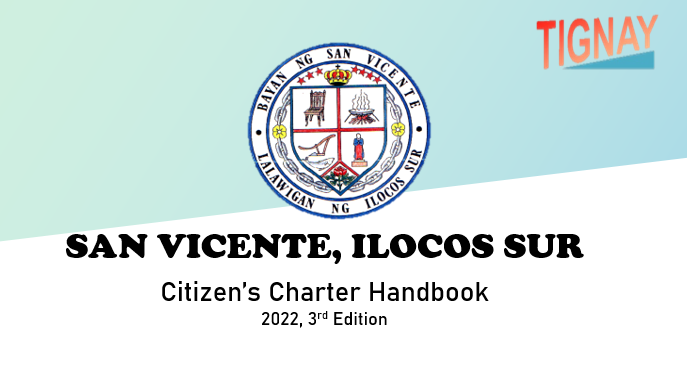 TIGNAY
BAYAN NG SAN VICENTE
LALAWIGAN NG ILOCOS SUR
SAN VICENTE, ILOCOS SUR
Citizen's Charter Handbook
2022, 3rd Edition